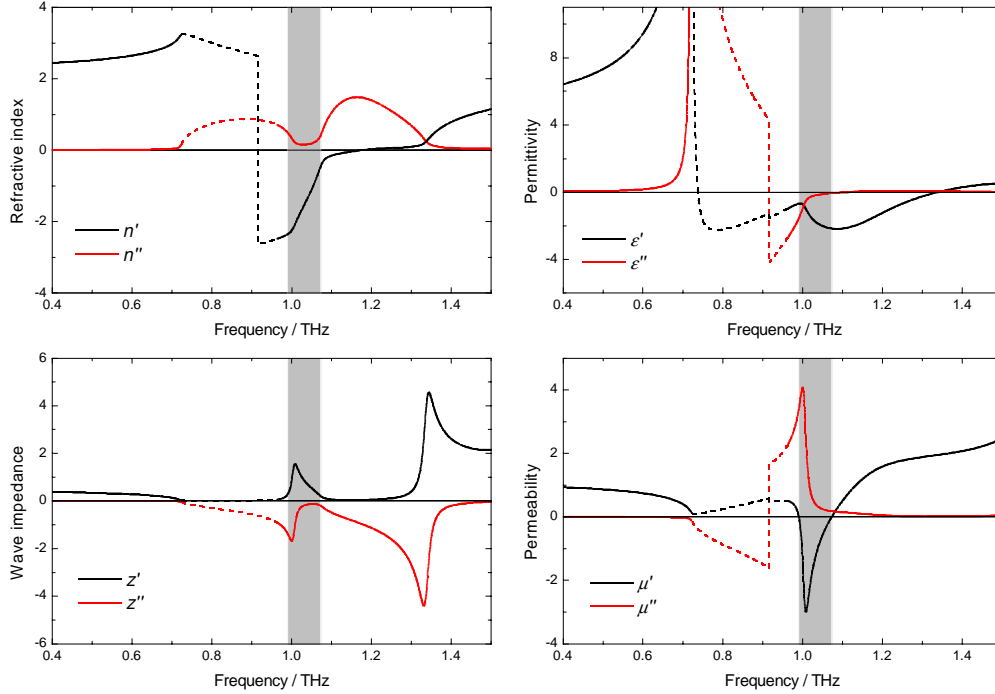 Refractive index
4
2
0
-2
-4
n'
n''
0.4 0.6 0.8 1.0 1.2 1.4
Frequency / THz
Permittivity
8
4
0
-4
ε'
ε''
0.4 0.6 0.8 1.0 1.2 1.4
Frequency / THz
Wave impedance
6
4
2
0
-2
-4
-6
z'
z''
0.4 0.6 0.8 1.0 1.2 1.4
Frequency / THz
Permeability
4
2
0
-2
-4
μ'
μ''
0.4 0.6 0.8 1.0 1.2 1.4
Frequency / THz